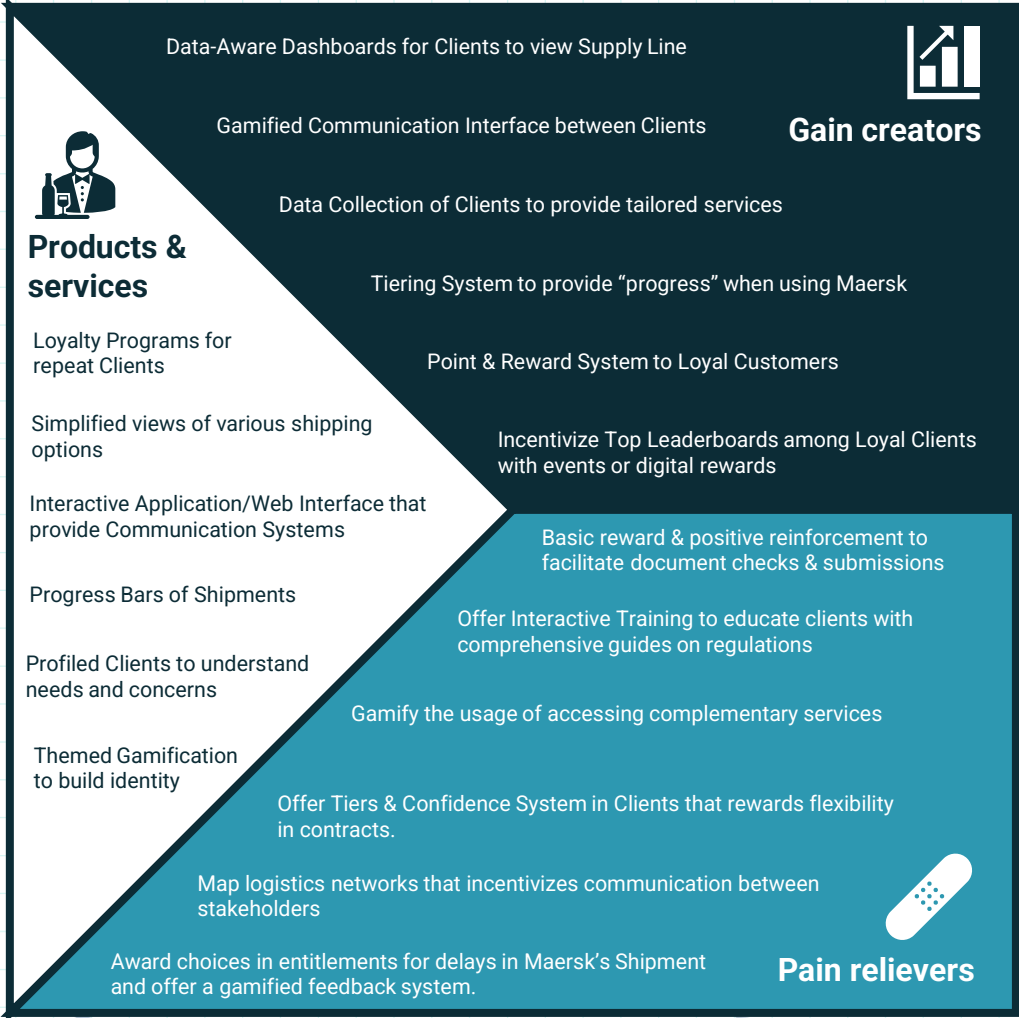 Data-Aware Dashboards for Clients to view Supply Line
Gamified Communication Interface between Clients
Gain creators
Data Collection of Clients to provide tailored services
Tiering System to provide “progress” when using Maersk
Point & Reward System to Loyal Customers
Incentivize Top Leaderboards among Loyal Clients
with events or digital rewards
Products &
services
Loyalty Programs for
repeat Clients
Simplified views of various shipping
options
Interactive Application/Web Interface that
provide Communication Systems
Progress Bars of Shipments
Profiled Clients to understand
needs and concerns
Themed Gamification
to build identity
Basic reward & positive reinforcement to
facilitate document checks & submissions
Offer Interactive Training to educate clients with
comprehensive guides on regulations
Gamify the usage of accessing complementary services
Offer Tiers & Confidence System in Clients that rewards flexibility
in contracts.
Map logistics networks that incentivizes communication between
stakeholders
Award choices in entitlements for delays in Maersk’s Shipment
and offer a gamified feedback system.
Pain relievers